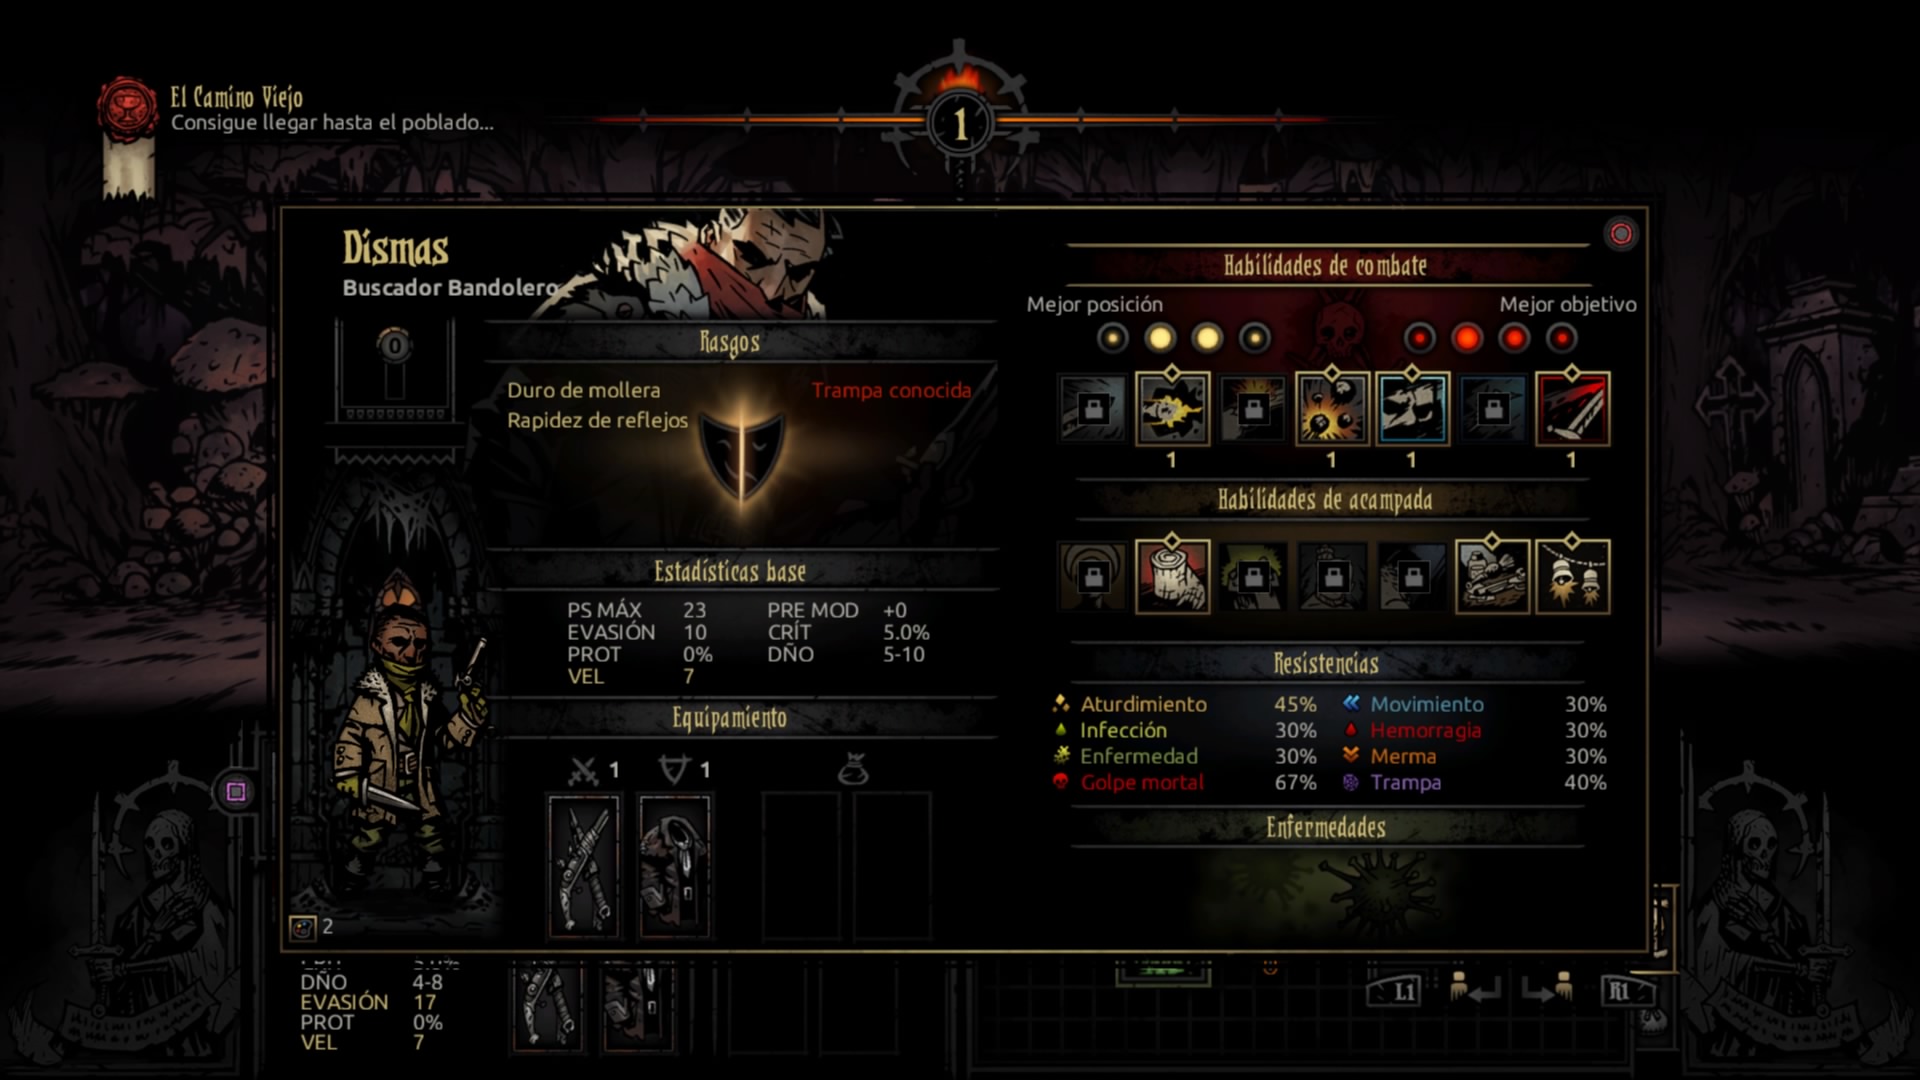 El Camino Viejo
Consigue llegar hasta el poblado...
1
Dismas
Buscador Bandolero
0
Rasgos
Duro de mollera
Trampa conocida
Rapidez de reflejos
Estadísticas base
PS MÁX 23 PRE MOD +0
EVASIÓN 10 CRÍT 5.0%
PROT 0% DÑO 5-10
VEL 7
Equipamiento
1 1
2
Habilidades de combate
Mejor posición Mejor objetivo
1 1 1 1
Habilidades de acampada
Resistencias
Aturdimiento 45% Movimiento 30%
Infección 30% Hemorragia 30%
Enfermedad 30% Merma 30%
Golpe mortal 67% Trampa 40%
Enfermedades
DÑO 4-8
EVASIÓN 17
PROT 0%
VEL 7
L1 R1